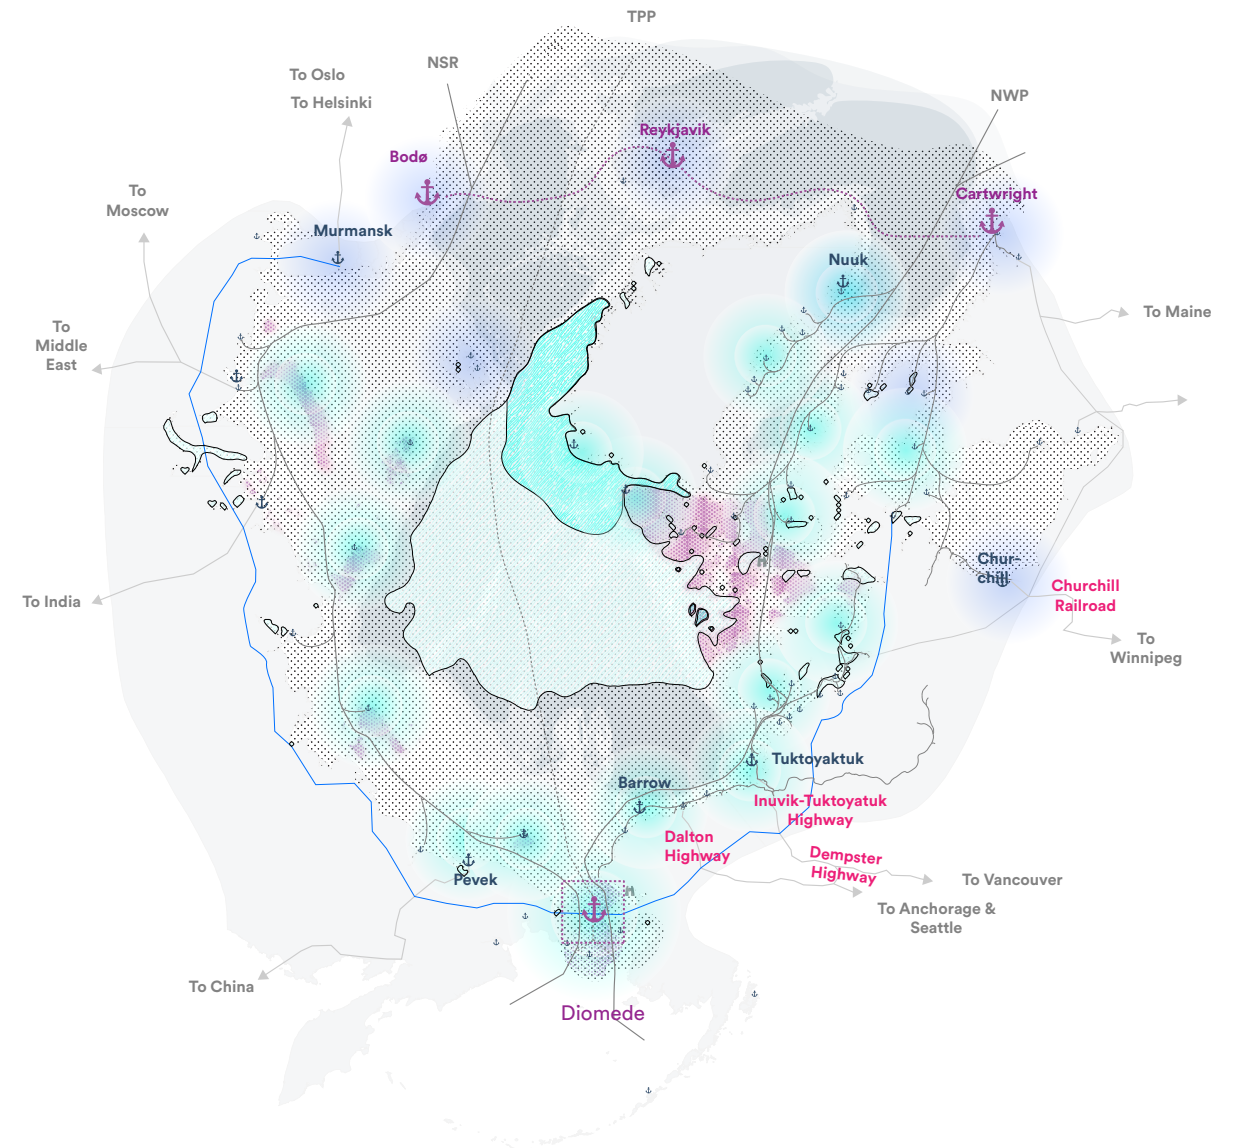 TPP
NSR
To Oslo
To Helsinki
NWP
Reykjavik
Bodø
To
Moscow
Cartwright
Murmansk
Nuuk
To Maine
To
Middle
East
Chur-
chill
Churchill
Railroad
To India
To
Winnipeg
Tuktoyaktuk
Barrow
Inuvik-Tuktoyatuk
Highway
Dalton
Highway
Dempster
Highway
Pevek
To Vancouver
To Anchorage &
Seattle
To China
Diomede